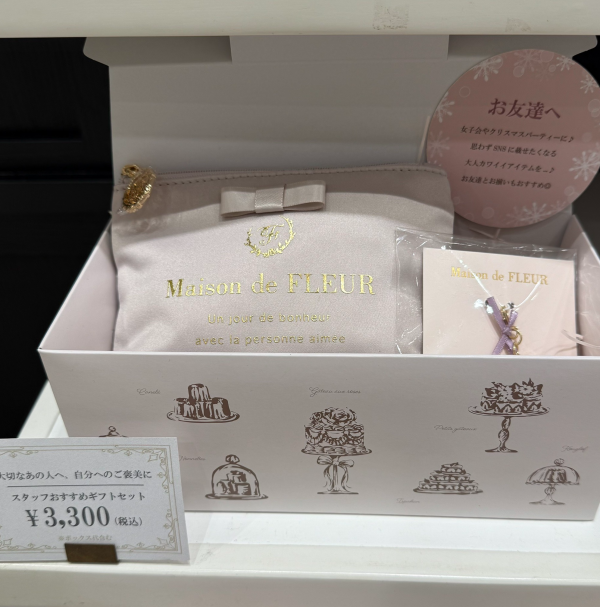 お友達へ
女子会やクリスマスパーティーに♪
思わずSNSに載せたくなる
大人カワイイアイテムを…♪
お友達とお揃いもおすすめ☺
F
Maison de FLEUR
Un jour de bonheur
avec la personne aimée
Maison de FLEUR
大切なあの人へ、自分へのご褒美に
スタッフおすすめギフトセット
¥3,300(税込)